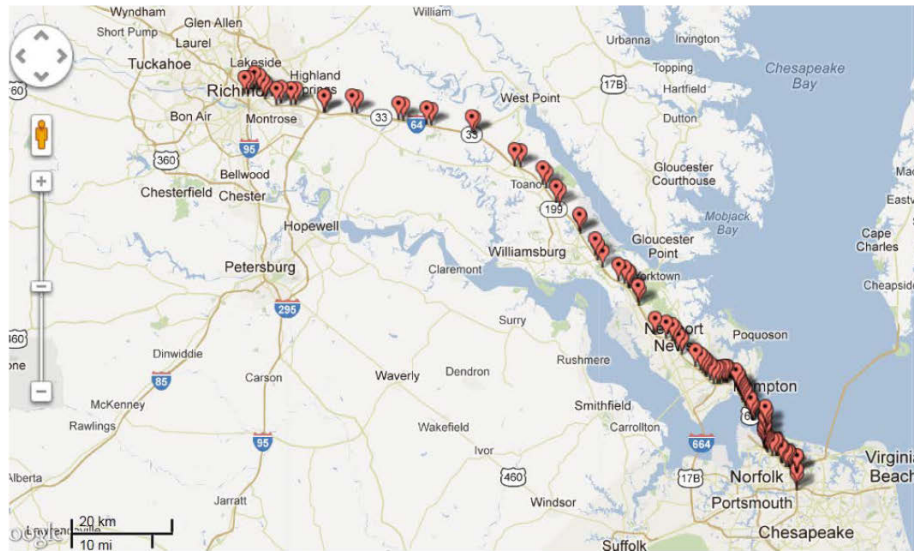 Wyndham
Glen Allen
William
Short Pump
Laurel
Urbanna
Irvington
Lakeside
Tuckahoe
Highland
Springs
Topping
Chesapeake
Bay
17B
Hartfield
West Point
Dutton
Bon Air
Montrose
33
64
33
95
360
Bellwood
Gloucester
Courthouse
Chester
Chesterfield
Toano
199
Mobjack
Bay
Cape
Charles
Hopewell
Gloucester
Point
Williamsburg
Petersburg
Claremont
Yorktown
Cheapside
295
Surry
Newport
News
Poquoson
Dinwiddie
Rushmere
85
Carson
Waverly
Dendron
Hampton
McKenney
Smithfield
Rawlings
Wakefield
Carrollton
95
Ivor
664
Virginia
Beach
Alberta
460
17B
Norfolk
Jarratt
Windsor
Portsmouth
20 km
10 mi
Chesapeake
Suffolk